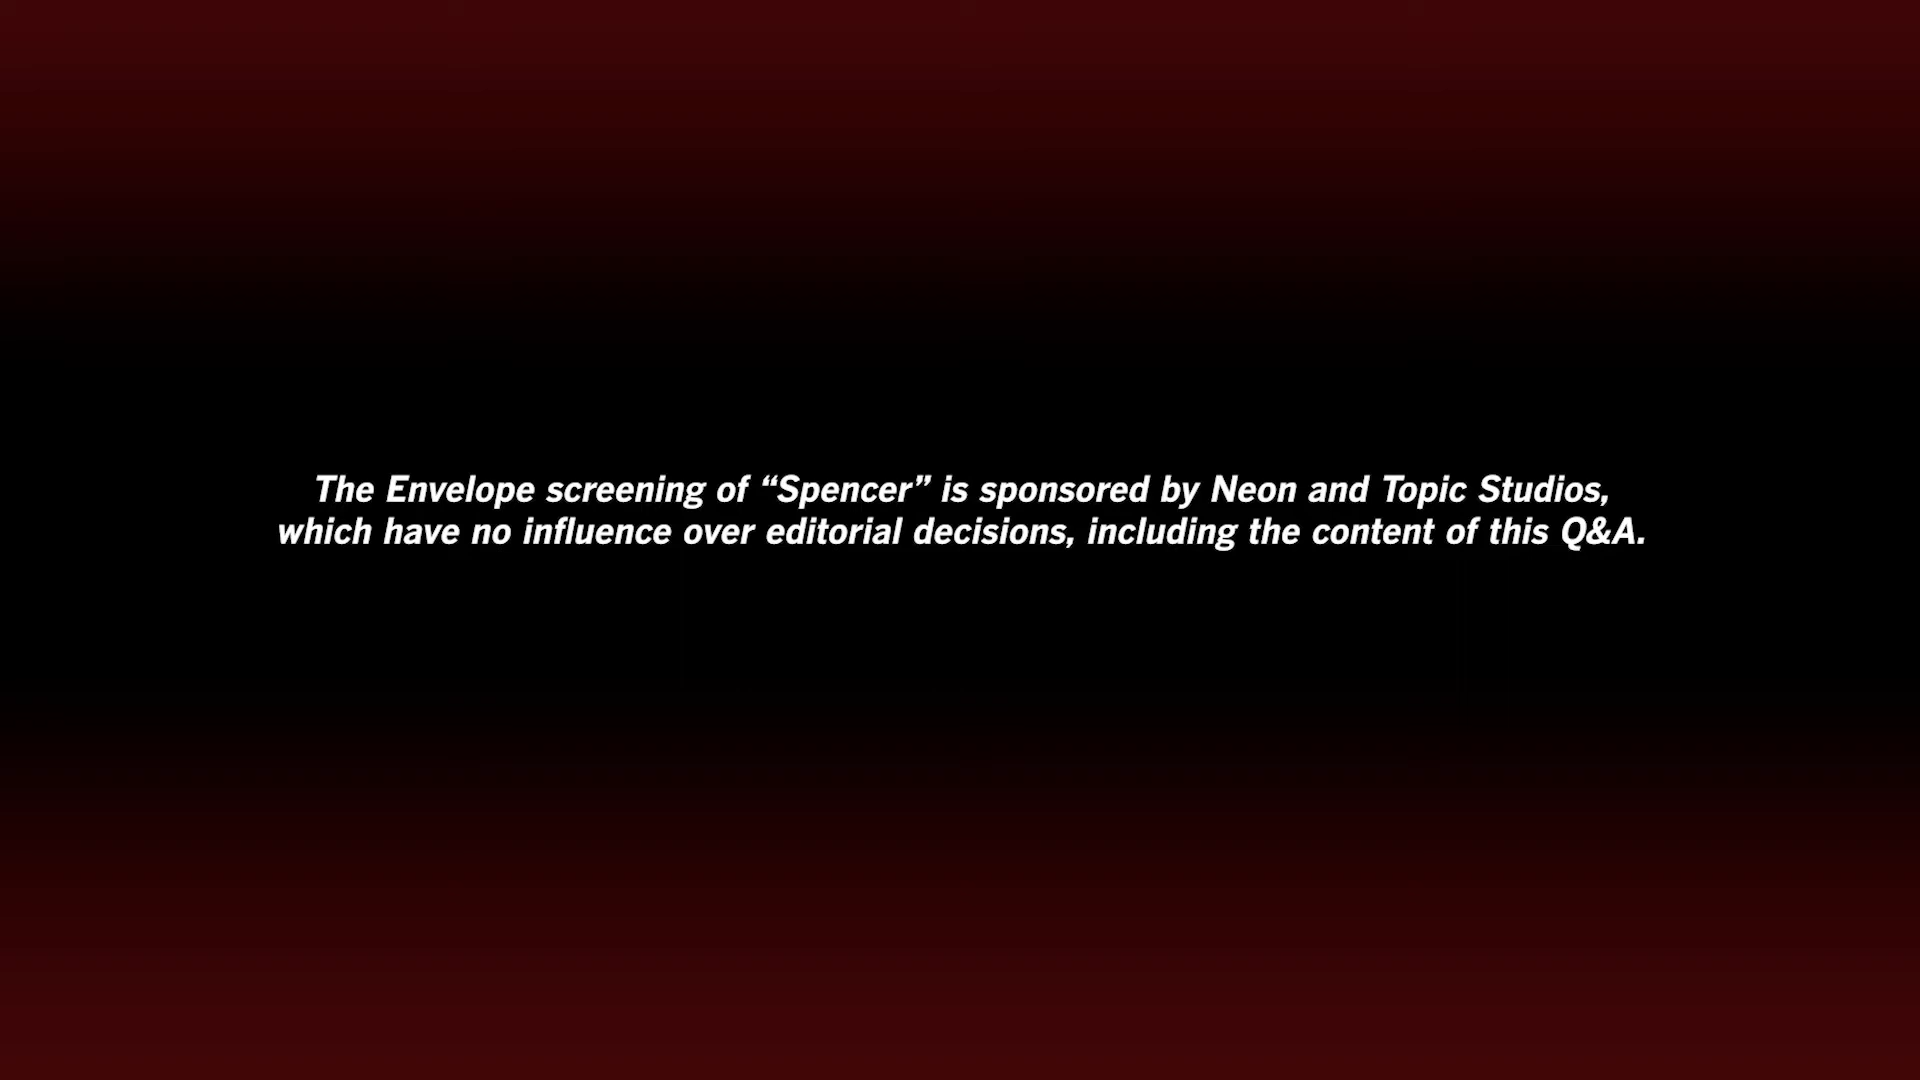 The Envelope screening of “Spencer” is sponsored by Neon and Topic Studios,
which have no influence over editorial decisions, including the content of this Q&A.